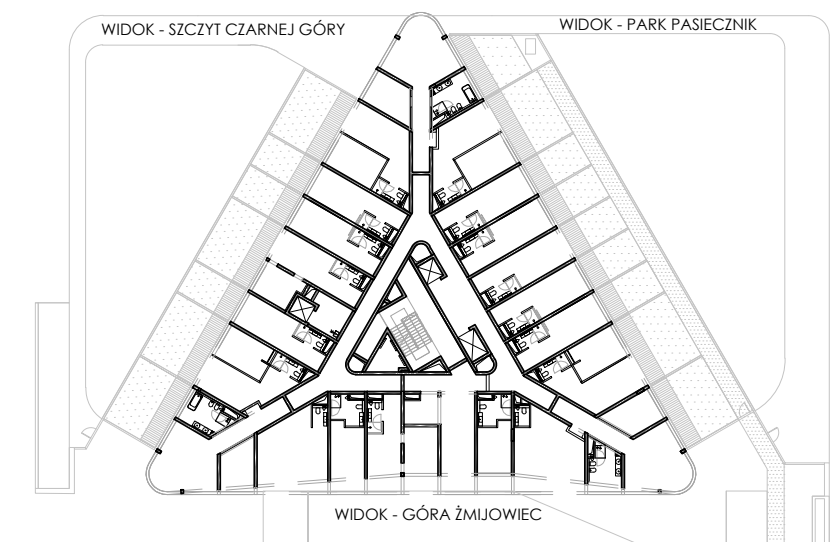 WIDOK - SZCZYT CZARNEJ GÓRY
WIDOK - PARK PASIECZNIK
WIDOK - GÓRA ŻMIJOWIEC